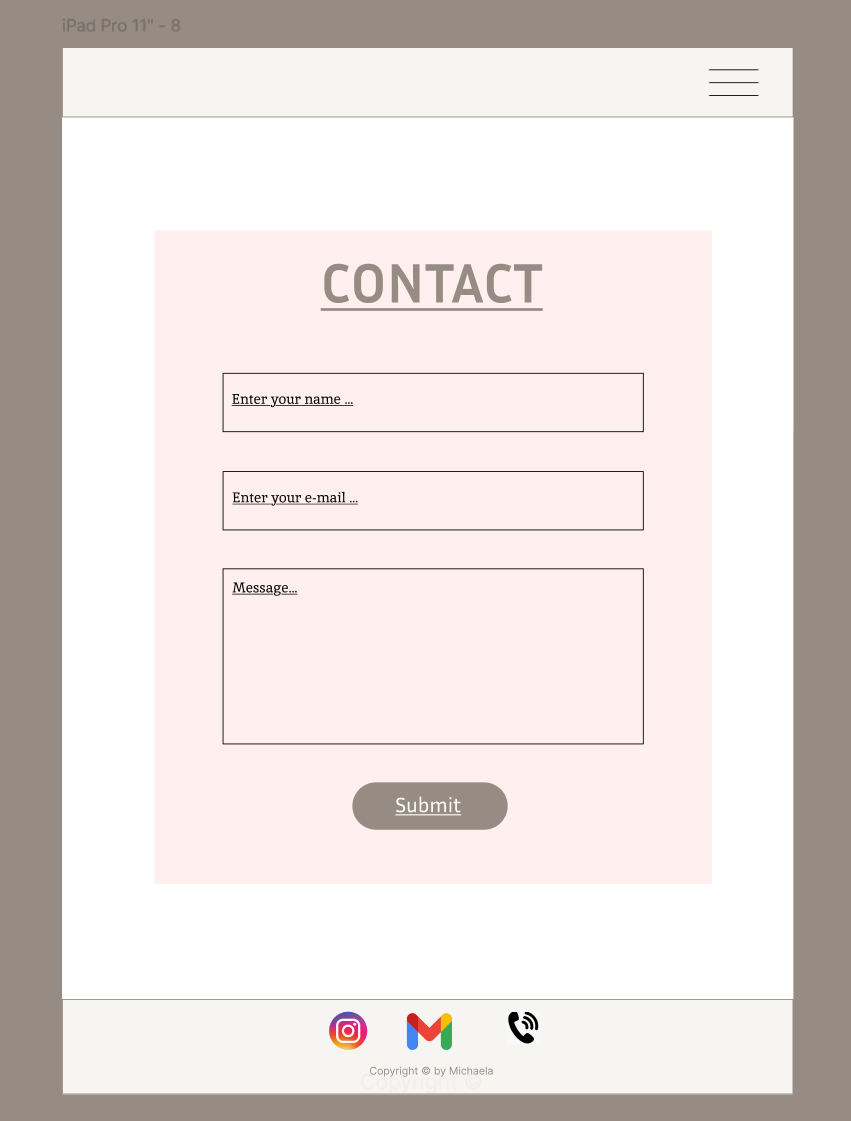 iPad Pro 11" - 8
CONTACT
Enter your name ...
Enter your e-mail ...
Message...
Submit
Copyright © by Michaela
Copyright ©